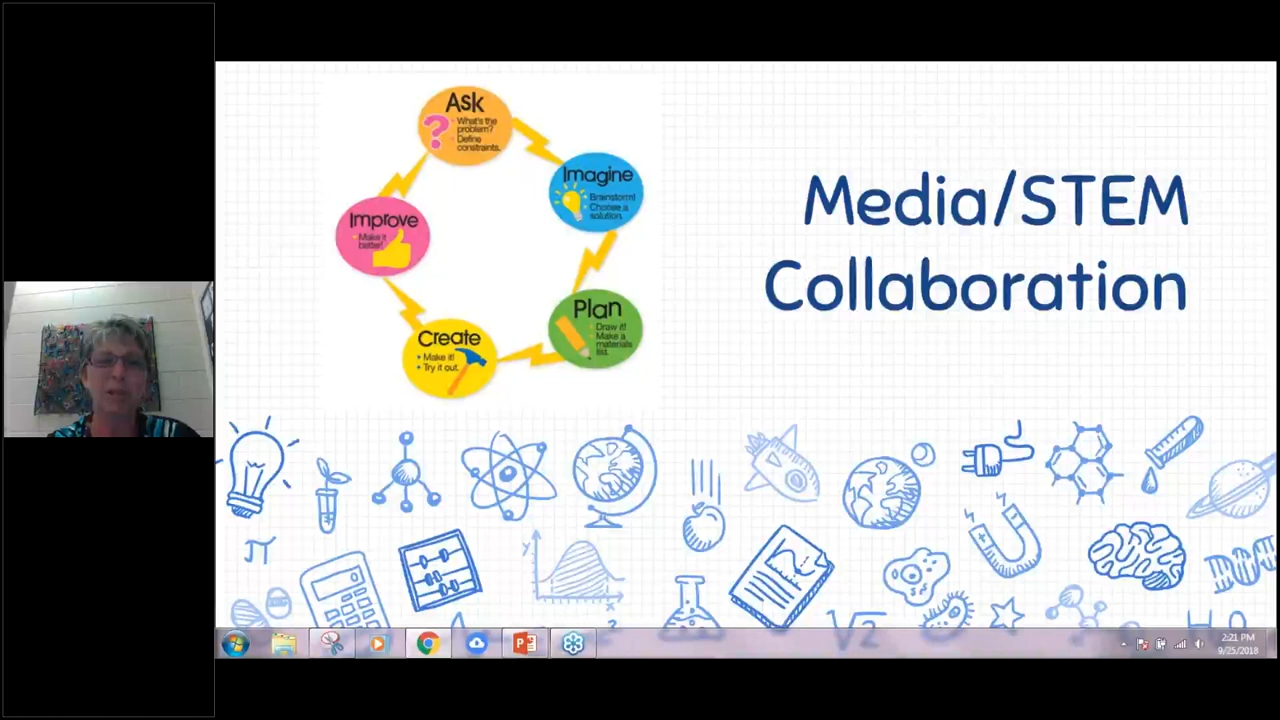 Ask
? • What's the
problem?
• Define
constraints.
Imagine
• Brainstorm!
• Choose a
solution.
Improve
• Make it
better!
Plan
• Draw it!
• Make a
materials
list.
Create
• Make it!
• Try it out.
Media/STEM
Collaboration
π
y
x
√2
2:21 PM
9/25/2018